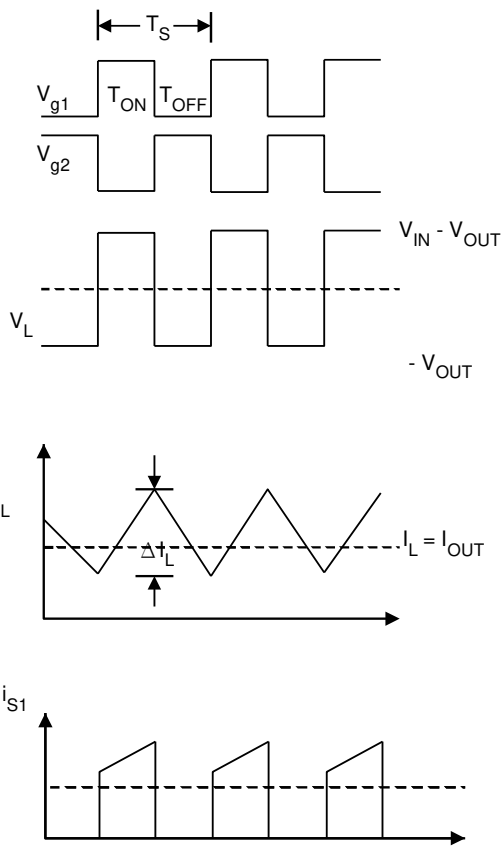 T_S
V_g1
T_ON
T_OFF
V_g2
V_IN - V_OUT
V_L
- V_OUT
L
ΔI_L
I_L = I_OUT
i_S1